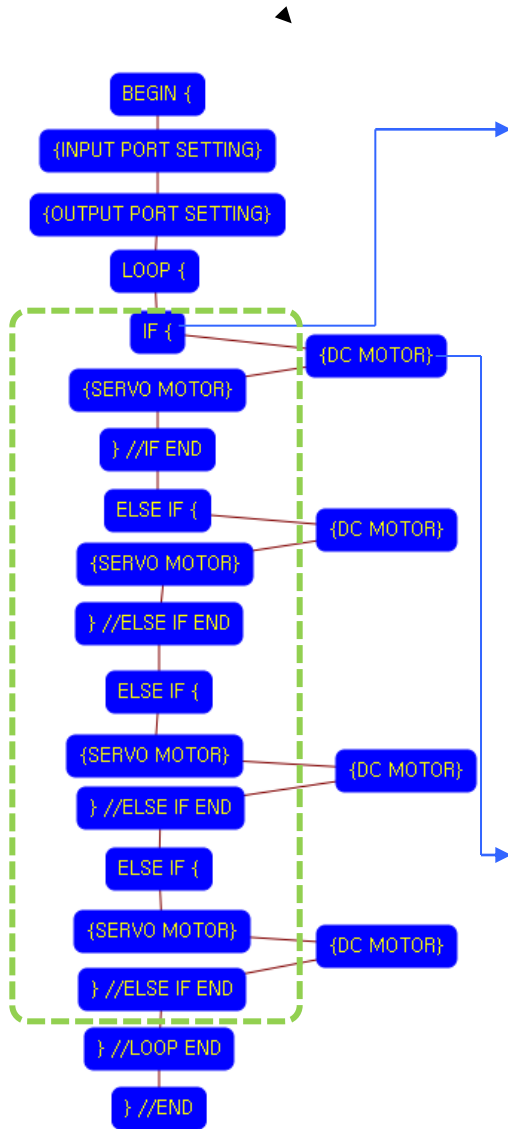 BEGIN {
{INPUT PORT SETTING}
{OUTPUT PORT SETTING}
LOOP {
IF {
{DC MOTOR}
{SERVO MOTOR}
} //IF END
ELSE IF {
{DC MOTOR}
{SERVO MOTOR}
} //ELSE IF END
ELSE IF {
{SERVO MOTOR}
{DC MOTOR}
} //ELSE IF END
ELSE IF {
{SERVO MOTOR}
{DC MOTOR}
} //ELSE IF END
} //LOOP END
} //END